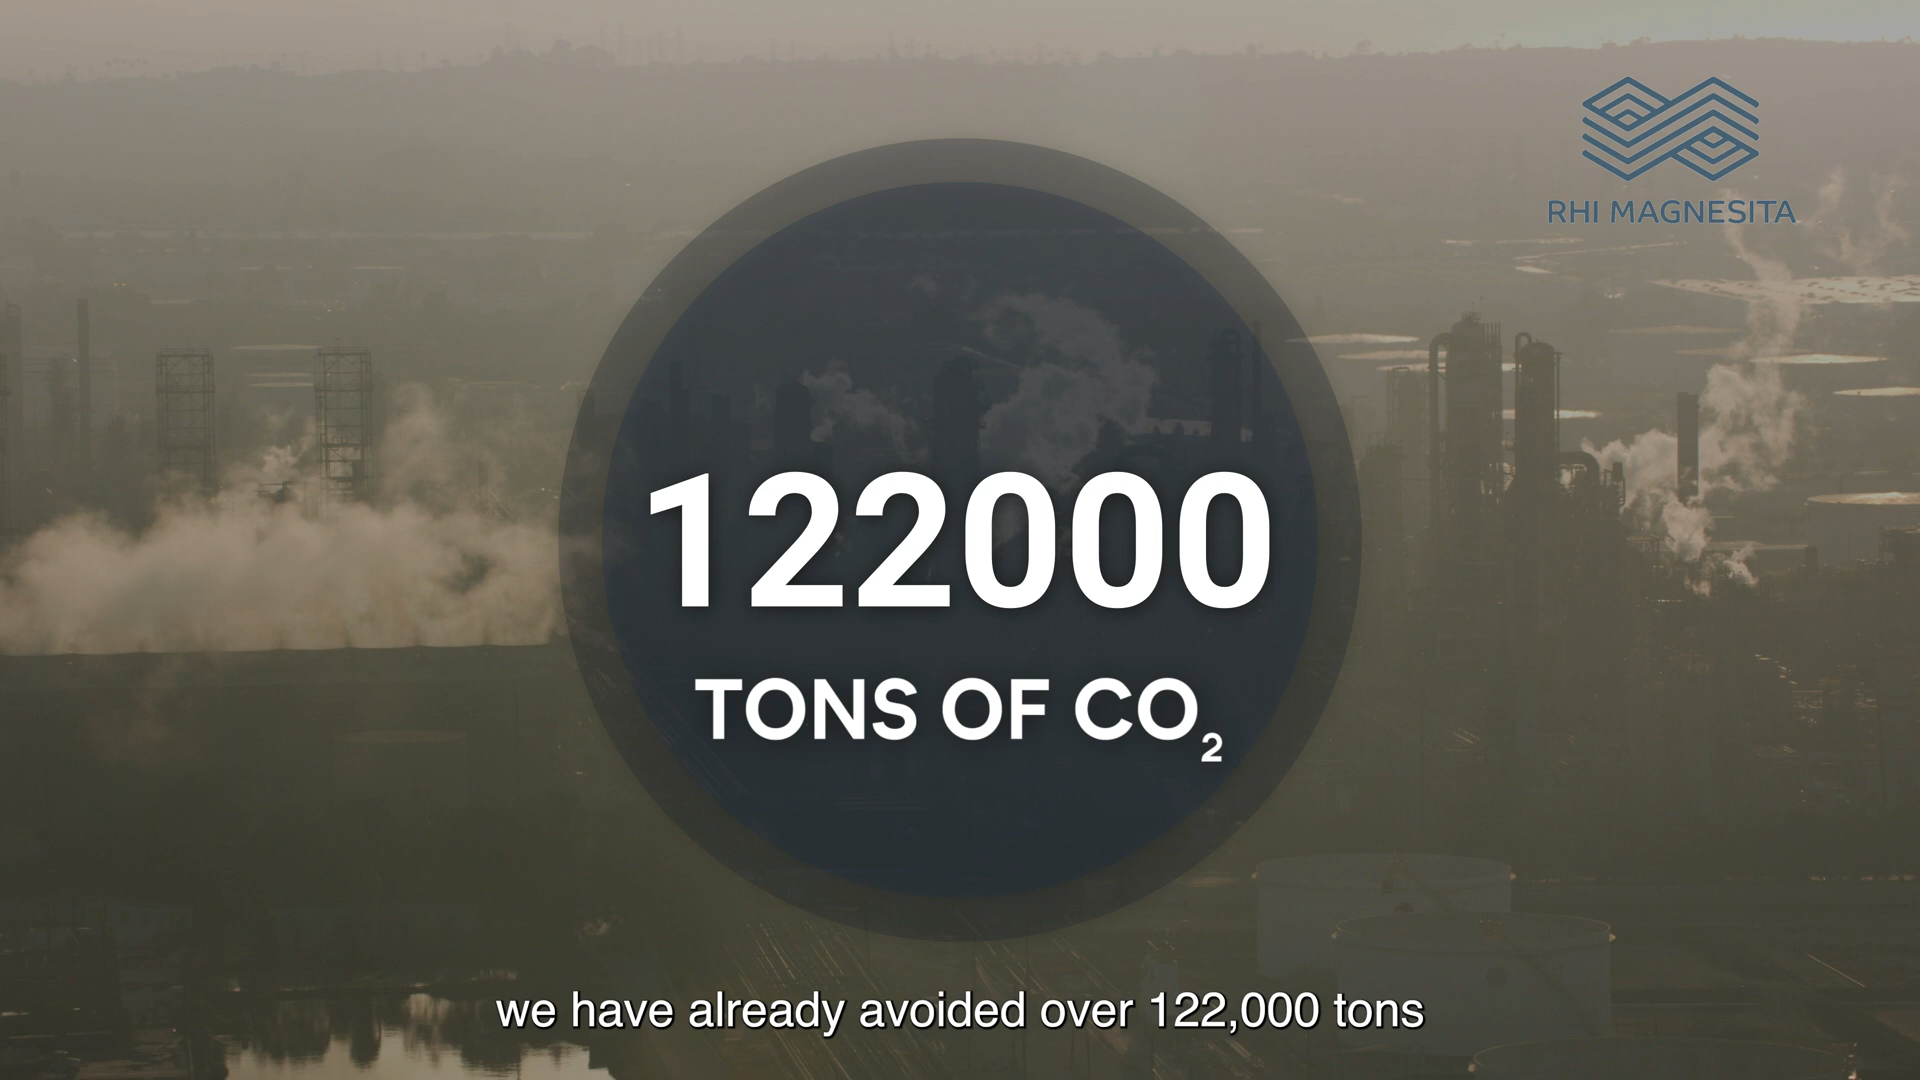 RHI MAGNESITA
122000
TONS OF CO₂
we have already avoided over 122,000 tons